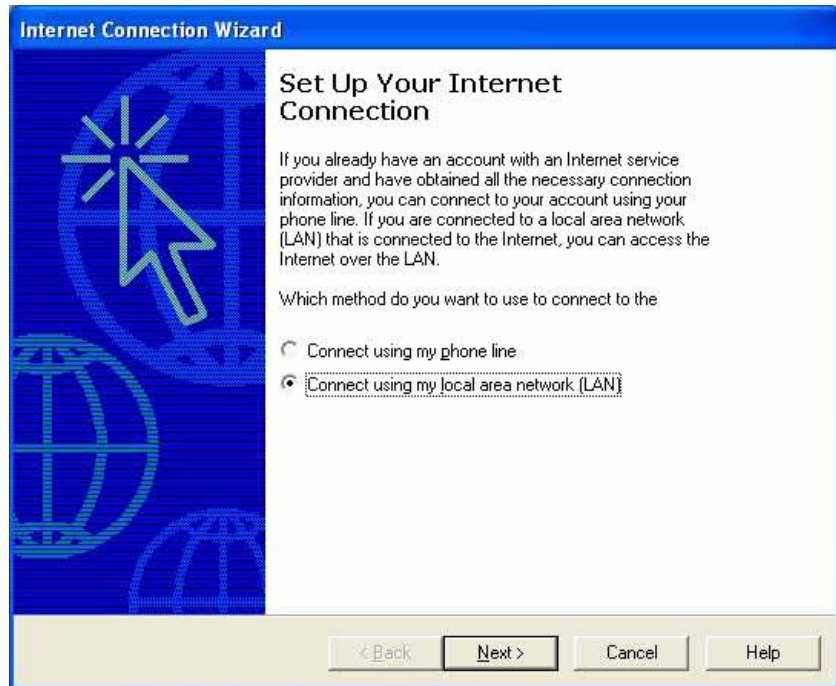 Internet Connection Wizard
Set Up Your Internet
Connection
If you already have an account with an Internet service
provider and have obtained all the necessary connection
information, you can connect to your account using your
phone line. If you are connected to a local area network
(LAN) that is connected to the Internet, you can access the
Internet over the LAN.
Which method do you want to use to connect to the
Connect using my phone line
Connect using my local area network (LAN)
< Back Next > Cancel Help